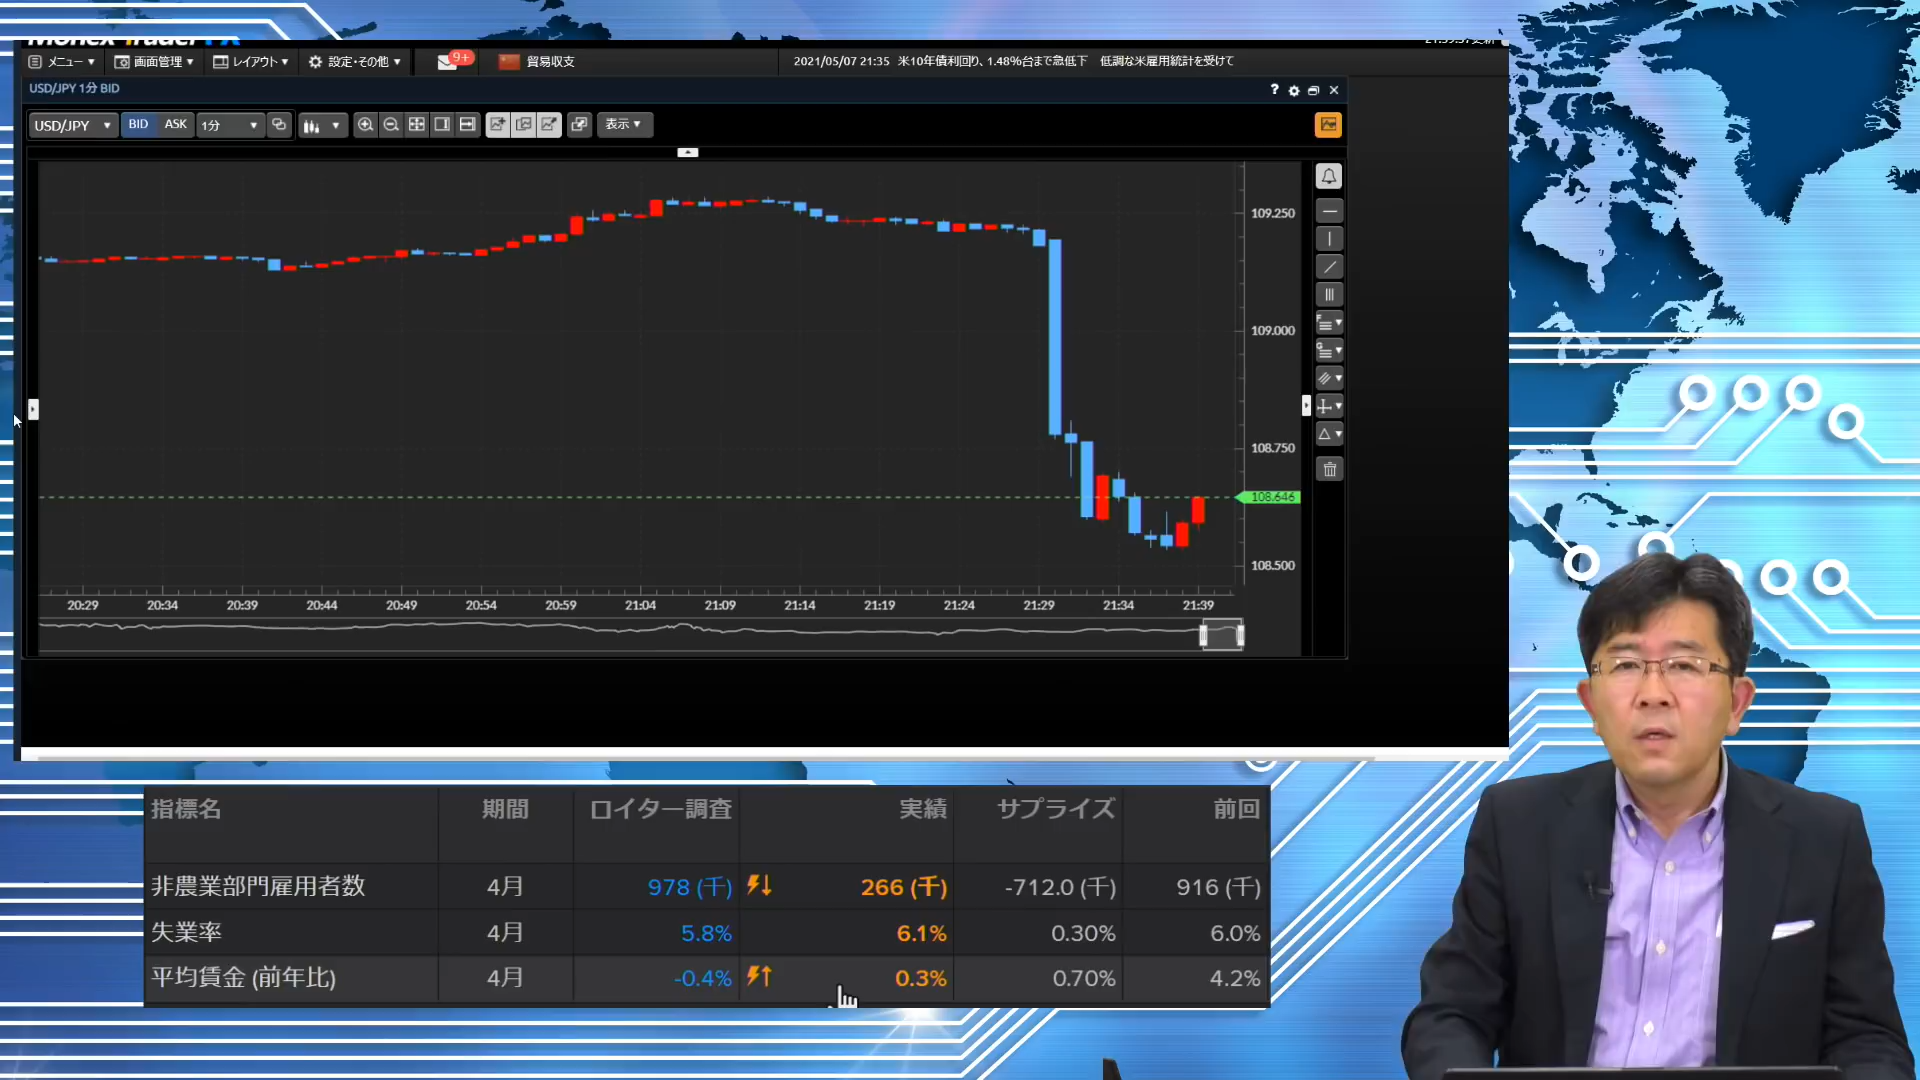 Monex Trader FX
メニュー
画面管理
レイアウト
設定・その他
9+
貿易収支
2021/05/07 21:35 米10年債利回り、1.48%台まで急低下 低調な米雇用統計を受けて
USD/JPY 1分 BID
?
USD/JPY
BID
ASK
1分
表示
109.250
109.000
108.750
108.646
108.500
20:29 20:34 20:39 20:44 20:49 20:54 20:59 21:04 21:09 21:14 21:19 21:24 21:29 21:34 21:39
指標名 期間 ロイター調査 実績 サプライズ 前回
非農業部門雇用者数 4月 978 (千) 266 (千) -712.0 (千) 916 (千)
失業率 4月 5.8% 6.1% 0.30% 6.0%
平均賃金 (前年比) 4月 -0.4% 0.3% 0.70% 4.2%